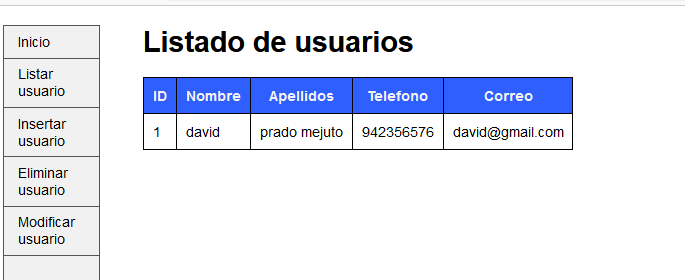 Inicio
Listar
usuario
Insertar
usuario
Eliminar
usuario
Modificar
usuario
Listado de usuarios
ID Nombre Apellidos Telefono Correo
1 david prado mejuto 942356576 david@gmail.com